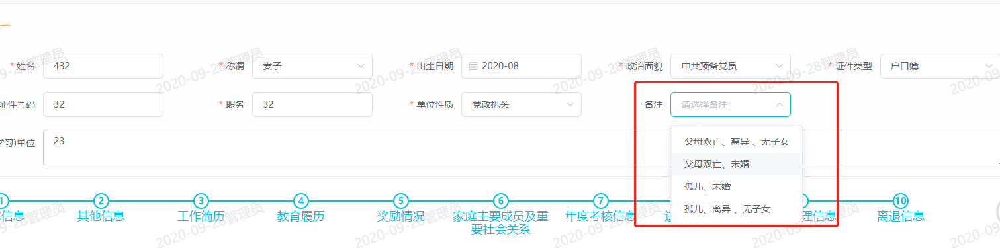 * 姓名 432 * 称谓 妻子 * 出生日期 2020-08 * 政治面貌 中共预备党员 * 证件类型 户口簿
证件号码 32 * 职务 32 * 单位性质 党政机关 备注 请选择备注
学习)单位 23
父母双亡、离异 、无子女
父母双亡、未婚
孤儿、未婚
孤儿、离异 、无子女
1 2 3 4 5 6 7 10
信息 其他信息 工作简历 教育履历 奖励情况 家庭主要成员及重要社会关系 年度考核信息 理信息 离退信息
2020-09-28管理员